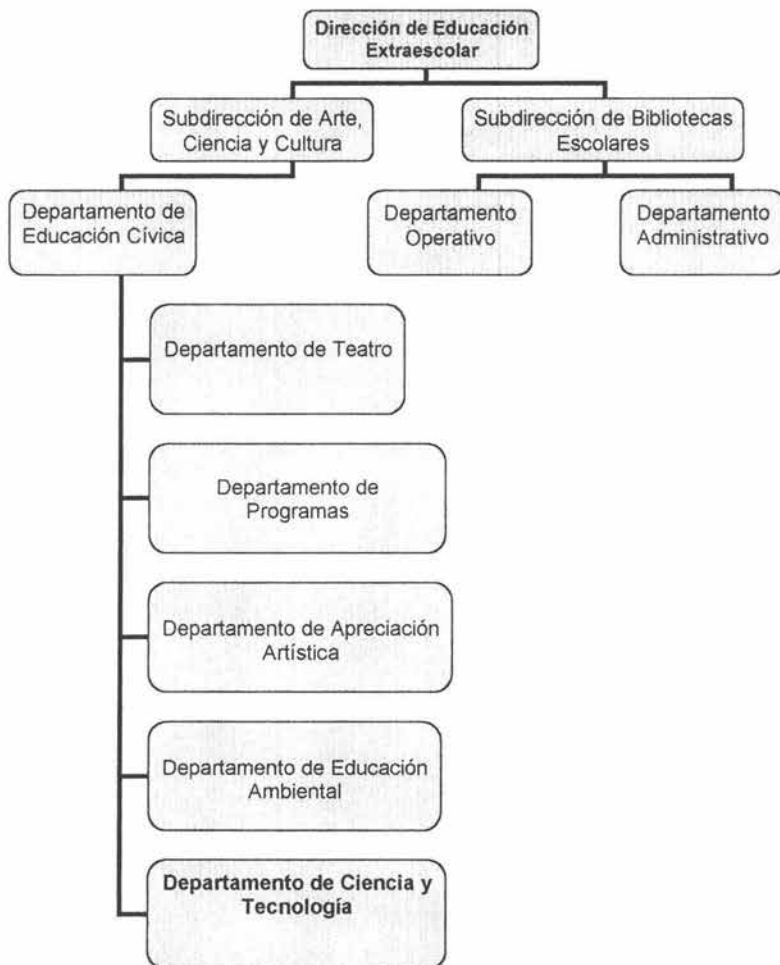 Dirección de Educación
Extraescolar
Subdirección de Arte,
Ciencia y Cultura
Subdirección de Bibliotecas
Escolares
Departamento de
Educación Cívica
Departamento
Operativo
Departamento
Administrativo
Departamento de Teatro
Departamento de
Programas
Departamento de Apreciación
Artística
Departamento de Educación
Ambiental
Departamento de Ciencia y
Tecnología